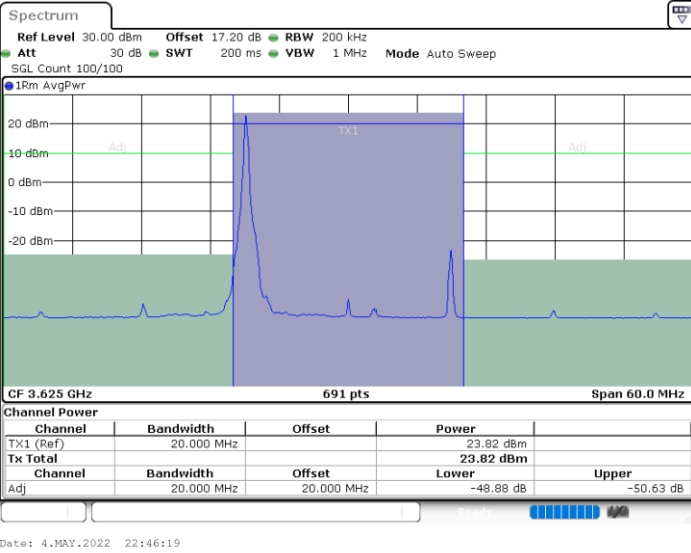 Spectrum
Ref Level 30.00 dBm Offset 17.20 dB RBW 200 kHz
Att 30 dB SWT 200 ms VBW 1 MHz Mode Auto Sweep
SGL Count 100/100
1Rm AvgPwr
20 dBm
TX1
Adj
Adj
10 dBm
0 dBm
-10 dBm
-20 dBm
CF 3.625 GHz 691 pts Span 60.0 MHz
Channel Power
Channel Bandwidth Offset Power
TX1 (Ref) 20.000 MHz 23.82 dBm
Tx Total 23.82 dBm
Channel Bandwidth Offset Lower Upper
Adj 20.000 MHz 20.000 MHz -48.88 dB -50.63 dB
Ready
Date: 4.MAY.2022 22:46:19